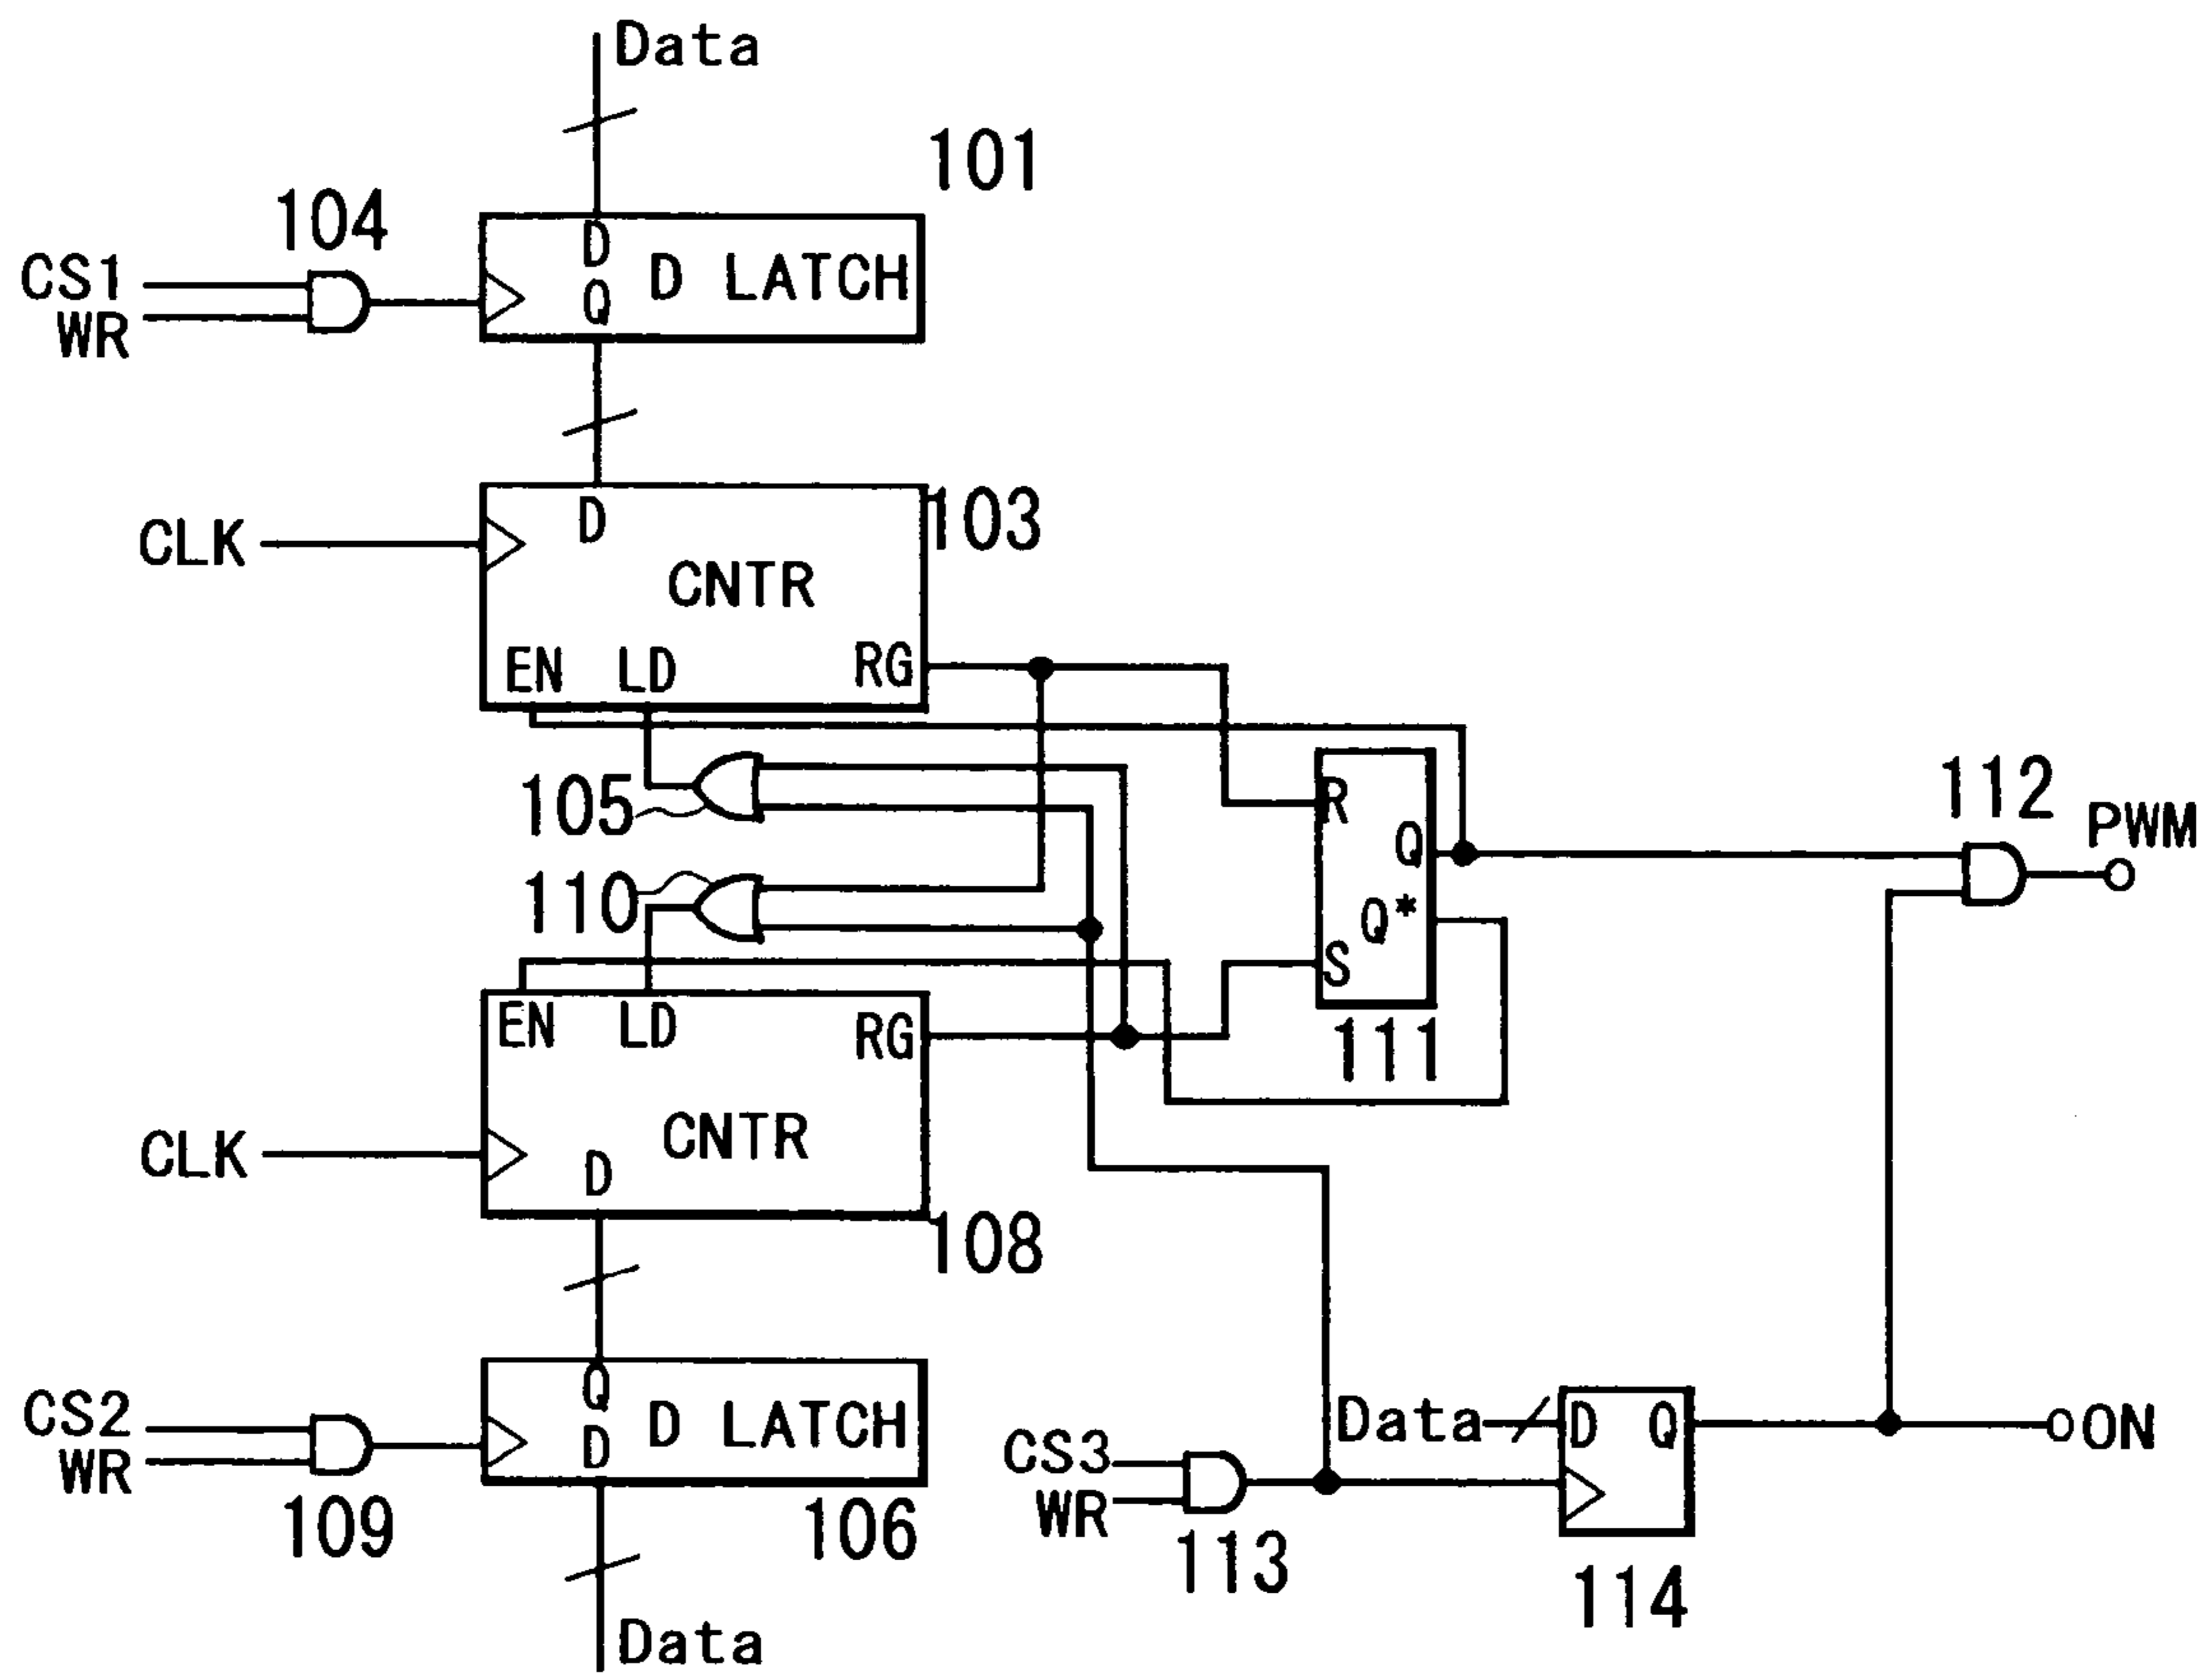 Data
101
104
CS1
WR
D
Q
D LATCH
CLK
D
103
CNTR
EN LD RG
105
110
R
Q
Q*
S
111
112
PWM
EN LD RG
CNTR
CLK
D
108
CS2
WR
109
Q
D
D LATCH
106
Data
CS3
WR
113
Data
D Q
114
ON